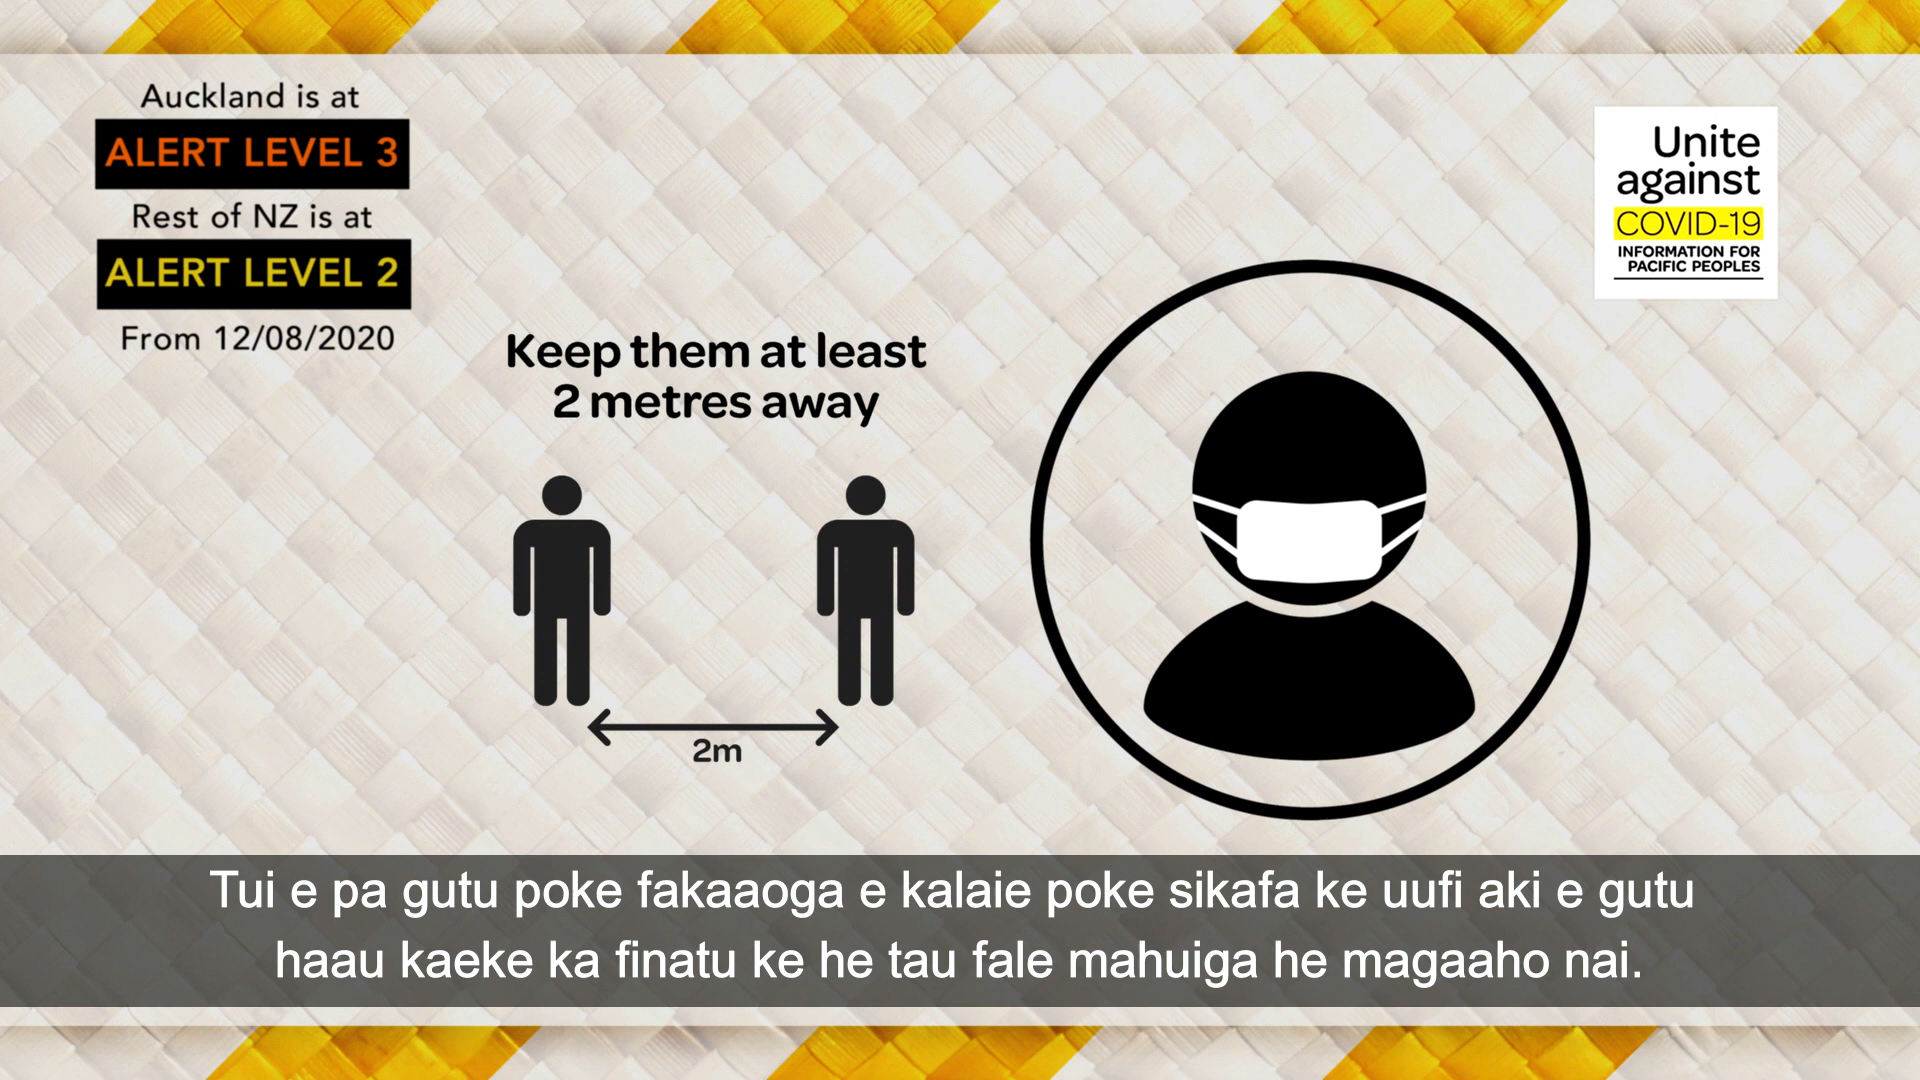 Auckland is at
ALERT LEVEL 3
Rest of NZ is at
ALERT LEVEL 2
From 12/08/2020
Unite
against
COVID-19
INFORMATION FOR
PACIFIC PEOPLES
Keep them at least
2 metres away
2m
Tui e pa gutu poke fakaaoga e kalaie poke sikafa ke uufi aki e gutu
haau kaeke ka finatu ke he tau fale mahuiga he magaaho nai.